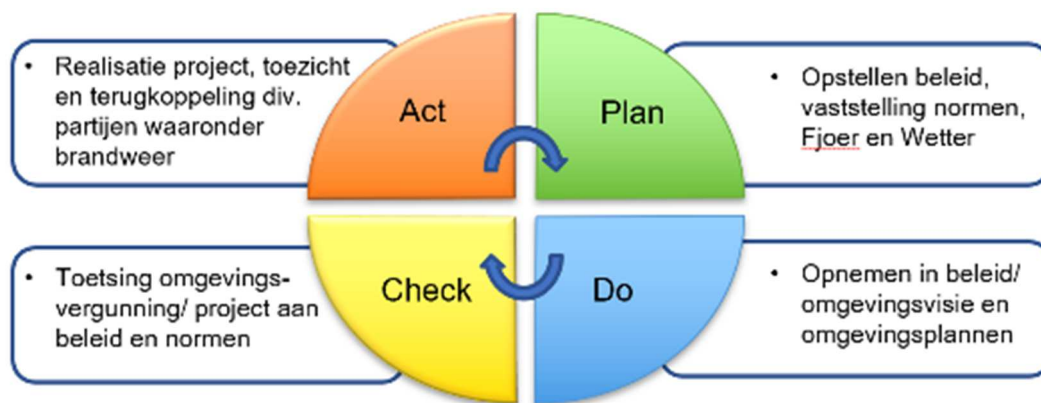 • Realisatie project, toezicht
en terugkoppeling div.
partijen waaronder
brandweer
Act
Plan
• Opstellen beleid,
vaststelling normen,
Fjoer en Wetter
• Toetsing omgevings-
vergunning/ project aan
beleid en normen
Check
Do
• Opnemen in beleid/
omgevingsvisie en
omgevingsplannen